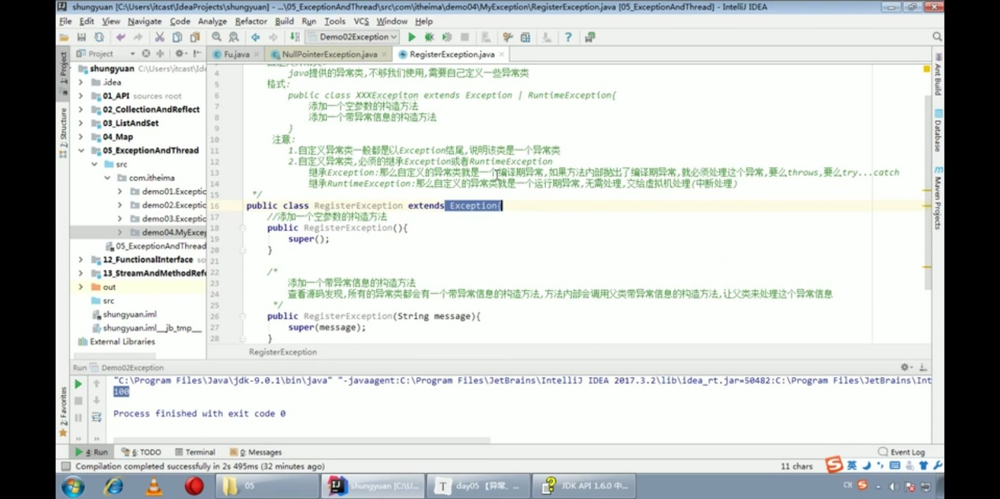 shungyuan [C:\Users\itcast\IdeaProjects\shungyuan] - ...\05_ExceptionAndThread\src\com\itheima\demo04\MyException\RegisterException.java [05_ExceptionAndThread] - IntelliJ IDEA
File Edit View Navigate Code Analyze Refactor Build Run Tools VCS Window Help
Demo02Exception
Project
Fu.java
NullPointerException.java
RegisterException.java
1: Project
7: Structure
2: Favorites
Ant Build
Database
Maven Projects
shungyuan C:\Users\itcast\Ide
.idea
01_API sources root
02_CollectionAndReflect
03_ListAndSet
04_Map
05_ExceptionAndThread
src
com.itheima
demo01.Exceptic
demo02.Exceptic
demo03.Exceptic
demo04.MyExcep
05_ExceptionAndThread
12_FunctionalInterface so
13_StreamAndMethodRefe
out
src
shungyuan.iml
shungyuan.iml__jb_tmp__
External Libraries
4 java提供的异常类,不够我们使用,需要自己定义一些异常类
5 格式:
6 public class XXXExcepiton extends Exception | RuntimeException{
7 添加一个空参数的构造方法
8 添加一个带异常信息的构造方法
9 }
10 注意:
11 1.自定义异常类一般都是以Exception结尾,说明该类是一个异常类
12 2.自定义异常类,必须的继承Exception或者RuntimeException
13 继承Exception:那么自定义的异常类就是一个编译期异常,如果方法内部抛出了编译期异常,就必须处理这个异常,要么throws,要么try...catch
14 继承RuntimeException:那么自定义的异常类就是一个运行期异常,无需处理,交给虚拟机处理(中断处理)
15 */
16 public class RegisterException extends Exception{
17 //添加一个空参数的构造方法
18 public RegisterException(){
19 super();
20 }
21
22 /*
23 添加一个带异常信息的构造方法
24 查看源码发现,所有的异常类都会有一个带异常信息的构造方法,方法内部会调用父类带异常信息的构造方法,让父类来处理这个异常信息
25 */
26 public RegisterException(String message){
27 super(message);
28 }
RegisterException
Run Demo02Exception
"C:\Program Files\Java\jdk-9.0.1\bin\java" "-javaagent:C:\Program Files\JetBrains\IntelliJ IDEA 2017.3.2\lib\idea_rt.jar=50482:C:\Program Files\JetBrains\Int
100
Process finished with exit code 0
4: Run 6: TODO Terminal 0: Messages Event Log
Compilation completed successfully in 2s 495ms (32 minutes ago) 11 chars
英
05
shungyuan [C:\U...
day05 【异常、...
JDK API 1.6.0 中...
CH